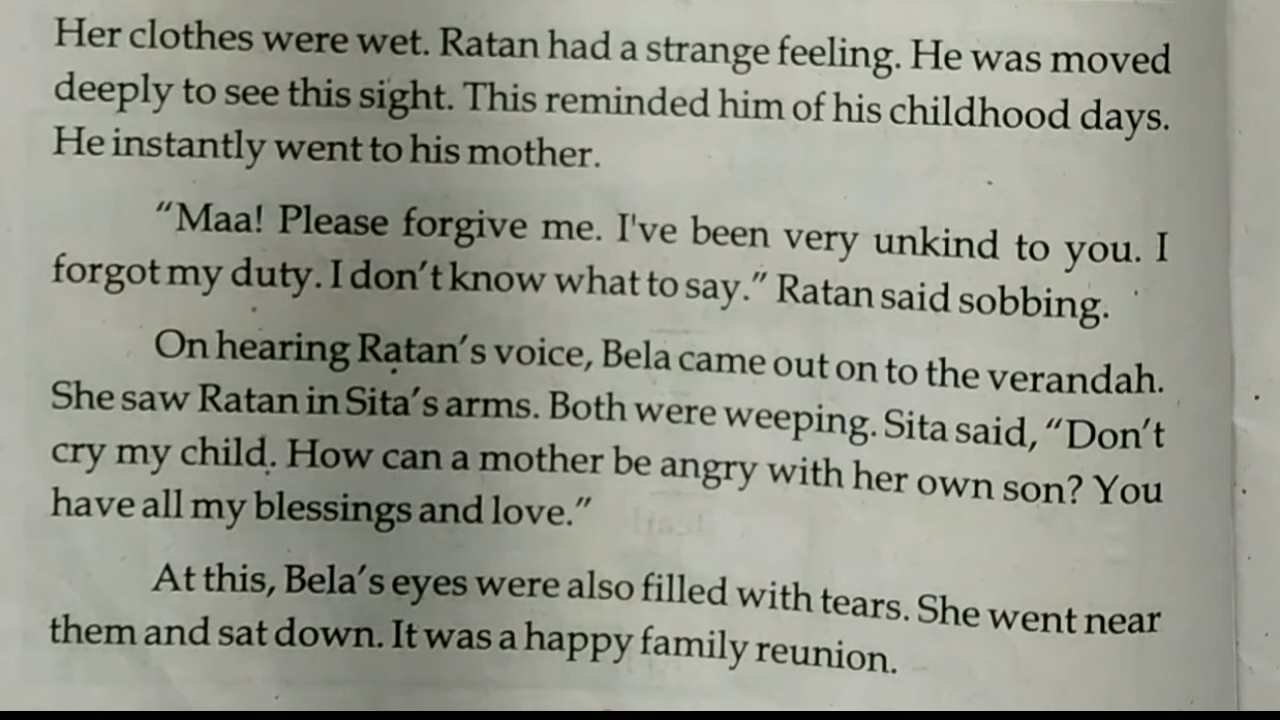 Her clothes were wet. Ratan had a strange feeling. He was moved
deeply to see this sight. This reminded him of his childhood days.
He instantly went to his mother.
“Maa! Please forgive me. I've been very unkind to you. I
forgot my duty. I don’t know what to say.” Ratan said sobbing.
On hearing Ratan’s voice, Bela came out on to the verandah.
She saw Ratan in Sita’s arms. Both were weeping. Sita said, “Don’t
cry my child. How can a mother be angry with her own son? You
have all my blessings and love.”
At this, Bela’s eyes were also filled with tears. She went near
them and sat down. It was a happy family reunion.